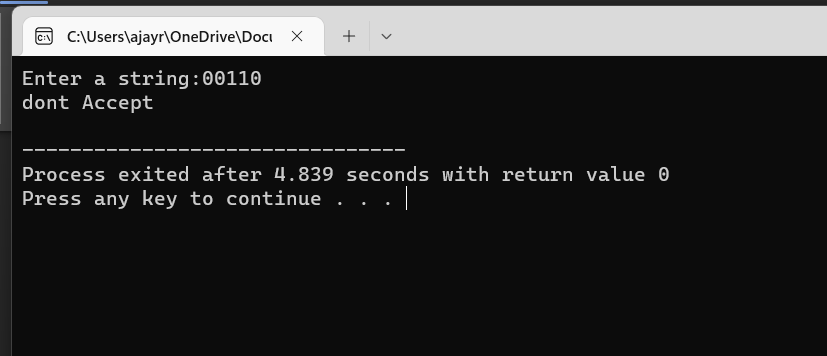 C:\Users\ajayr\OneDrive\Docu
Enter a string:00110
dont Accept
--------------------------------
Process exited after 4.839 seconds with return value 0
Press any key to continue . . .